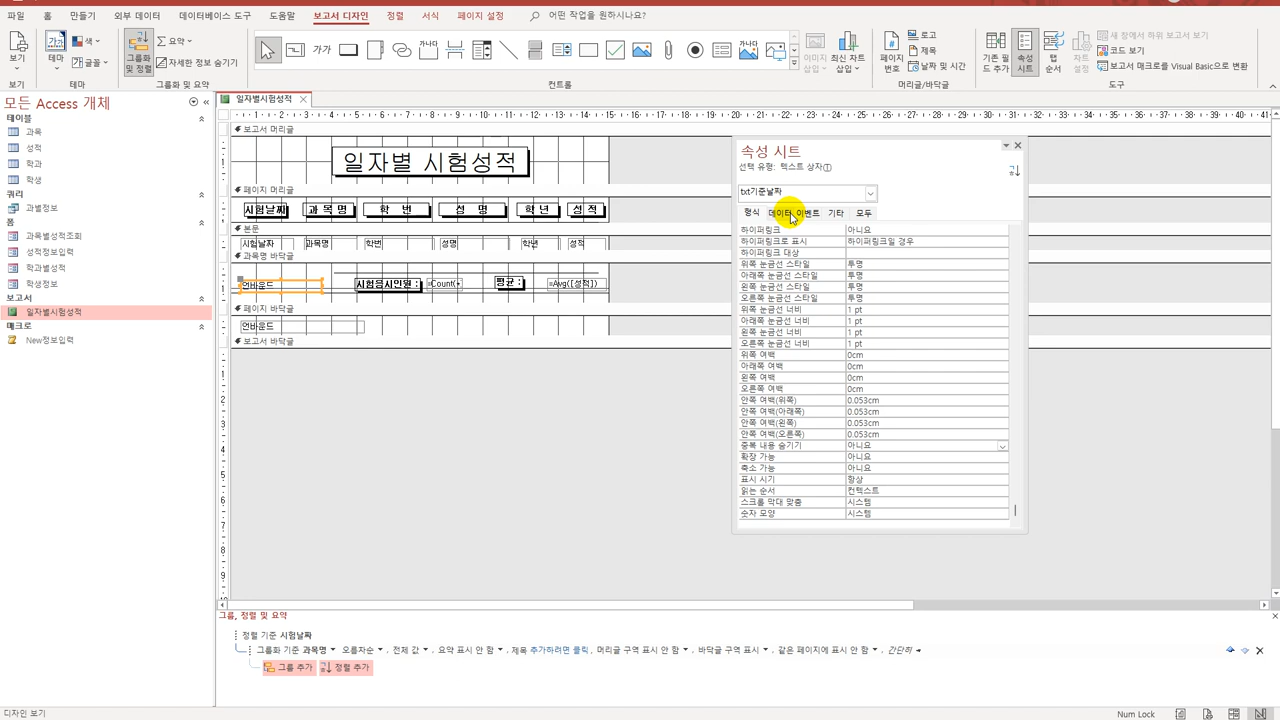 파일 홈 만들기 외부 데이터 데이터베이스 도구 도움말 보고서 디자인 정렬 서식 페이지 설정 어떤 작업을 원하시나요?
보기 테마 색 글꼴 그룹화 및 정렬 요약 자세한 정보 숨기기 가가 가나다 가나다 이미지 삽입 최신 차트 삽입 페이지 번호 로고 제목 날짜 및 시간 기존 필드 추가 속성 시트 탭 순서 차트 설정 새 창에서 하위 보고서 보기 코드 보기 보고서 매크로를 Visual Basic으로 변환
보기 테마 그룹화 및 요약 컨트롤 머리글/바닥글 도구
모든 Access 개체
테이블
과목
성적
학과
학생
쿼리
과별정보
폼
과목별성적조회
학과별성적
학생정보
보고서
일자별시험성적
매크로
New정보입력
일자별시험성적
보고서 머리글
일자별 시험성적
페이지 머리글
시험날짜 과 목 명 학 번 성 명 학 년 성 적
본문
시험날짜 과목명 학번 성명 학년 성적
과목명 바닥글
언바운드 시험응시인원 : =Count(* 평균 : =Avg([성적])
페이지 바닥글
언바운드
보고서 바닥글
속성 시트
선택 유형: 텍스트 상자(T)
txt기준날짜
형식 데이터 이벤트 기타 모두
하이퍼링크 아니요
하이퍼링크로 표시 하이퍼링크일 경우
하이퍼링크 대상
위쪽 눈금선 스타일 투명
아래쪽 눈금선 스타일 투명
왼쪽 눈금선 스타일 투명
오른쪽 눈금선 스타일 투명
위쪽 눈금선 너비 1 pt
아래쪽 눈금선 너비 1 pt
왼쪽 눈금선 너비 1 pt
오른쪽 눈금선 너비 1 pt
위쪽 여백 0cm
아래쪽 여백 0cm
왼쪽 여백 0cm
오른쪽 여백 0cm
안쪽 여백(위쪽) 0.053cm
안쪽 여백(아래쪽) 0.053cm
안쪽 여백(왼쪽) 0.053cm
안쪽 여백(오른쪽) 0.053cm
중복 내용 숨기기 아니요
확장 가능 아니요
축소 가능 아니요
표시 시기 항상
읽는 순서 컨텍스트
스크롤 막대 맞춤 시스템
숫자 모양 시스템
그룹, 정렬 및 요약
정렬 기준 시험날짜
그룹화 기준 과목명 오름차순 , 전체 값 , 요약 표시 안 함 , 제목 추가하려면 클릭, 머리글 구역 표시 안 함 , 바닥글 구역 표시 , 같은 페이지에 표시 안 함 , 간단히
그룹 추가 정렬 추가
디자인 보기 Num Lock